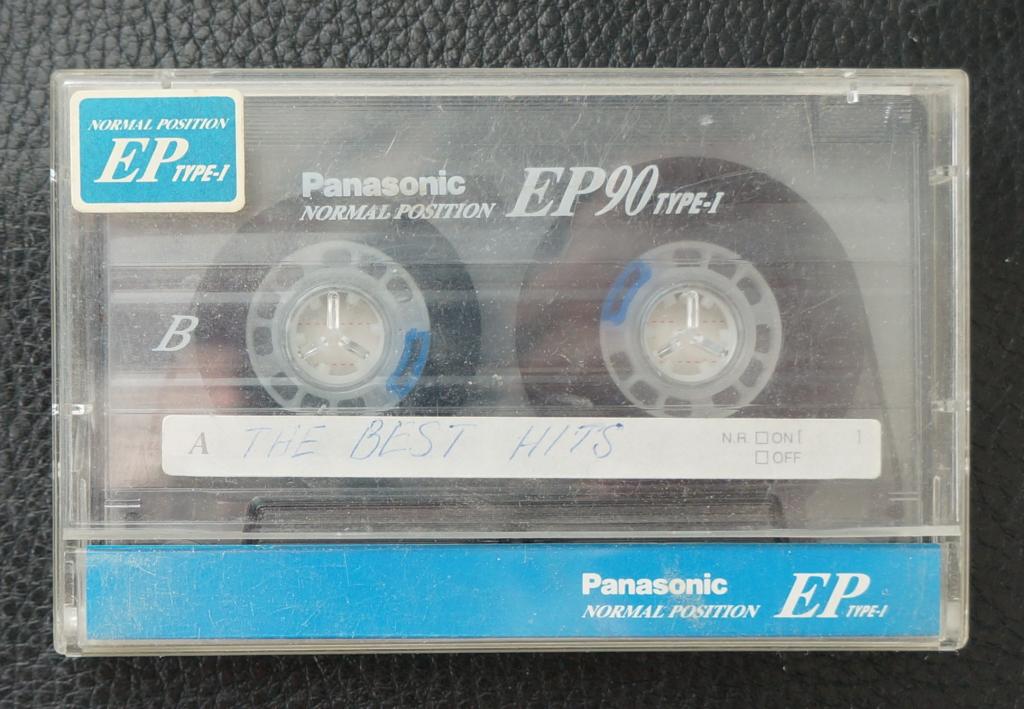 NORMAL POSITION
EP TYPE-I
Panasonic
NORMAL POSITION
EP90 TYPE-I
B
A THE BEST HITS
N.R. ☐ ON [ ]
☐ OFF
Panasonic
NORMAL POSITION
EP TYPE-I